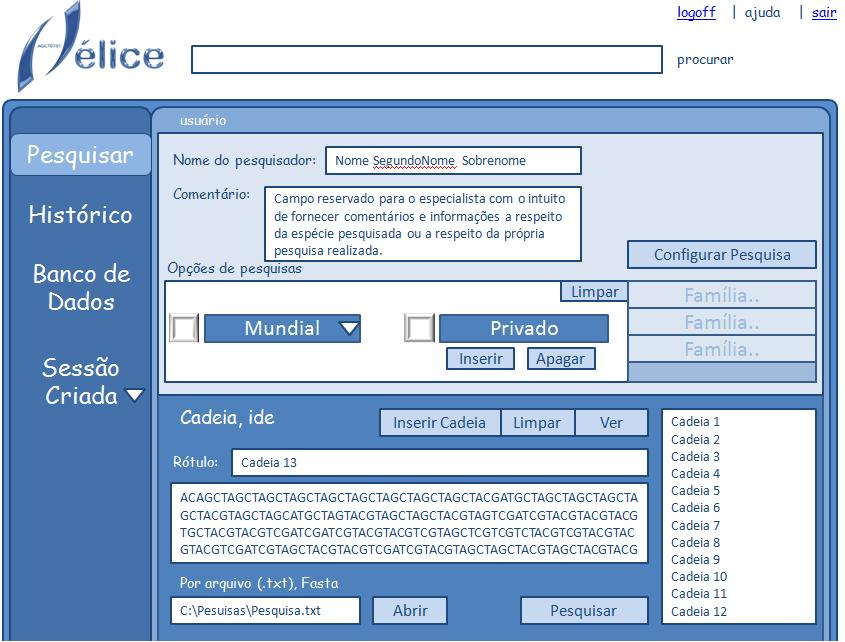 logoff | ajuda | sair
AGCT0101
élice
procurar
usuário
Pesquisar
Histórico
Banco de
Dados
Sessão
Criada
Nome do pesquisador: Nome SegundoNome Sobrenome
Comentário: Campo reservado para o especialista com o intuito
de fornecer comentários e informações a respeito
da espécie pesquisada ou a respeito da própria
pesquisa realizada.
Configurar Pesquisa
Opções de pesquisas
Limpar
Família..
Família..
Família..
Mundial
Privado
Inserir
Apagar
Cadeia, ide
Inserir Cadeia
Limpar
Ver
Rótulo: Cadeia 13
ACAGCTAGCTAGCTAGCTAGCTAGCTAGCTAGCTACGATGCTAGCTAGCTAGCTA
GCTACGTAGCTAGCATGCTAGTACGTAGCTAGCTACGTAGTCGATCGTACGTACGTACG
TGCTACGTACGTCGATCGATCGTACGTACGTCGTAGCTCGTCGTCTACGTCGTACGTAC
GTACGTCGATCGTAGCTACGTACGTCGATCGTACGTAGCTAGCTACGTAGCTACGTACG
Por arquivo (.txt), Fasta
C:\Pesuisas\Pesquisa.txt
Abrir
Pesquisar
Cadeia 1
Cadeia 2
Cadeia 3
Cadeia 4
Cadeia 5
Cadeia 6
Cadeia 7
Cadeia 8
Cadeia 9
Cadeia 10
Cadeia 11
Cadeia 12